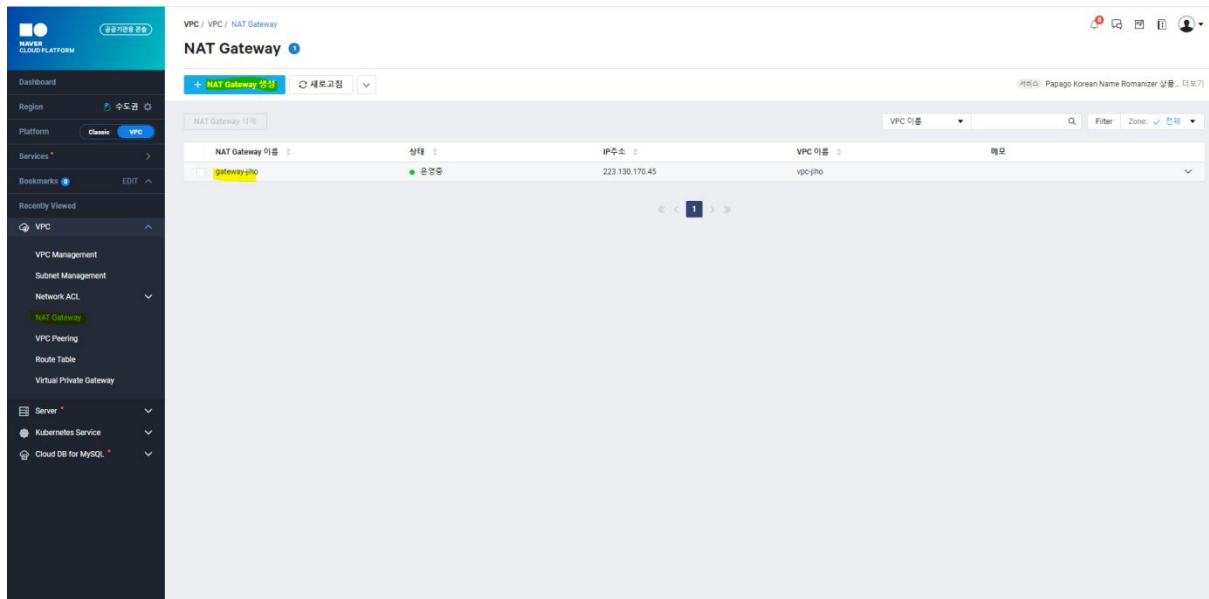 NAVER
CLOUD PLATFORM
공공기관용 콘솔
Dashboard
Region 수도권
Platform Classic VPC
Services
Bookmarks 0 EDIT
Recently Viewed
VPC
VPC Management
Subnet Management
Network ACL
NAT Gateway
VPC Peering
Route Table
Virtual Private Gateway
Server
Kubernetes Service
Cloud DB for MySQL
VPC / VPC / NAT Gateway
NAT Gateway
+ NAT Gateway 생성 새로고침
서비스 Papago Korean Name Romanizer 상품... 더보기
NAT Gateway 삭제
VPC 이름 Filter Zone: 전체
NAT Gateway 이름 상태 IP주소 VPC 이름 메모
gateway-jiho 운영중 223.130.170.45 vpc-jiho
1